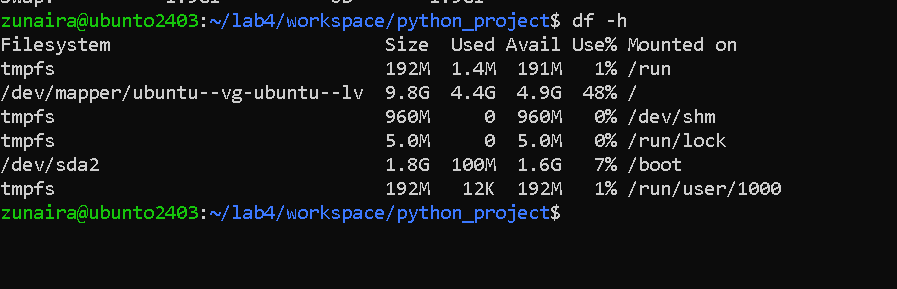 zunaira@ubunto2403:~/lab4/workspace/python_project$ df -h
Filesystem                         Size  Used Avail Use% Mounted on
tmpfs                              192M  1.4M  191M   1% /run
/dev/mapper/ubuntu--vg-ubuntu--lv  9.8G  4.4G  4.9G  48% /
tmpfs                              960M     0  960M   0% /dev/shm
tmpfs                              5.0M     0  5.0M   0% /run/lock
/dev/sda2                          1.8G  100M  1.6G   7% /boot
tmpfs                              192M   12K  192M   1% /run/user/1000
zunaira@ubunto2403:~/lab4/workspace/python_project$